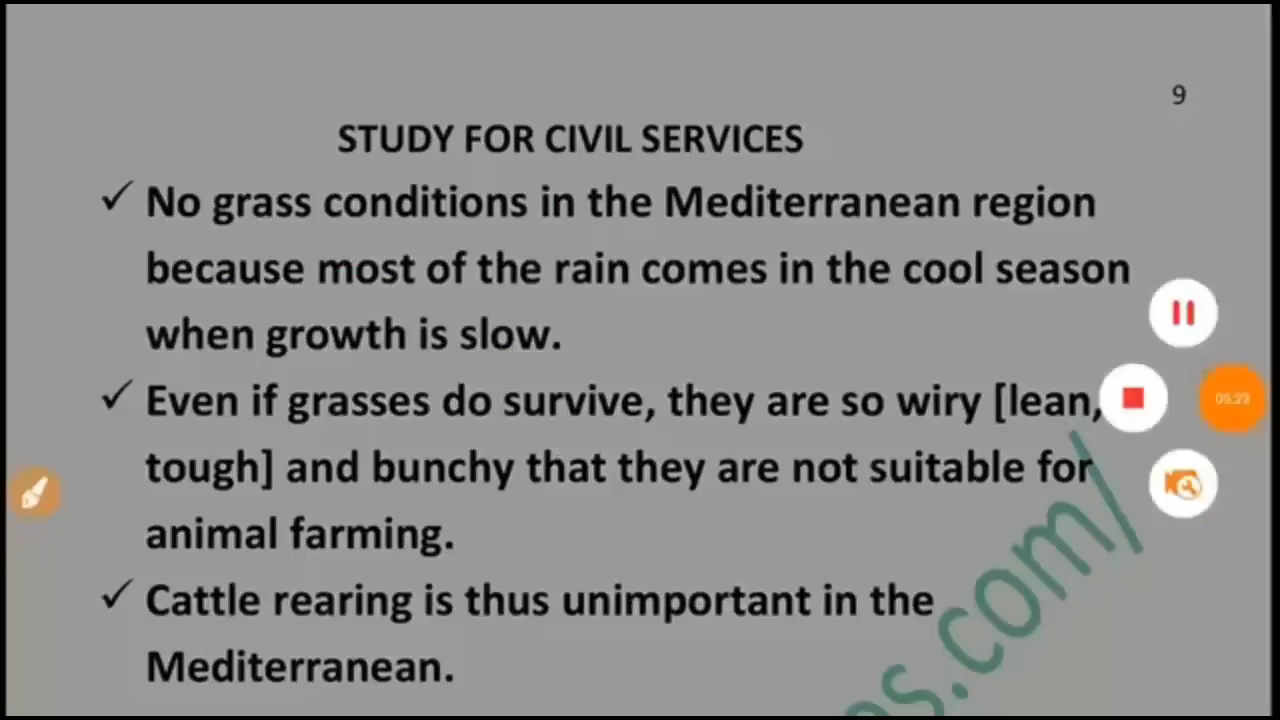 9
STUDY FOR CIVIL SERVICES
✓ No grass conditions in the Mediterranean region
because most of the rain comes in the cool season
when growth is slow.
✓ Even if grasses do survive, they are so wiry [lean,
tough] and bunchy that they are not suitable for
animal farming.
✓ Cattle rearing is thus unimportant in the
Mediterranean.
es.com/